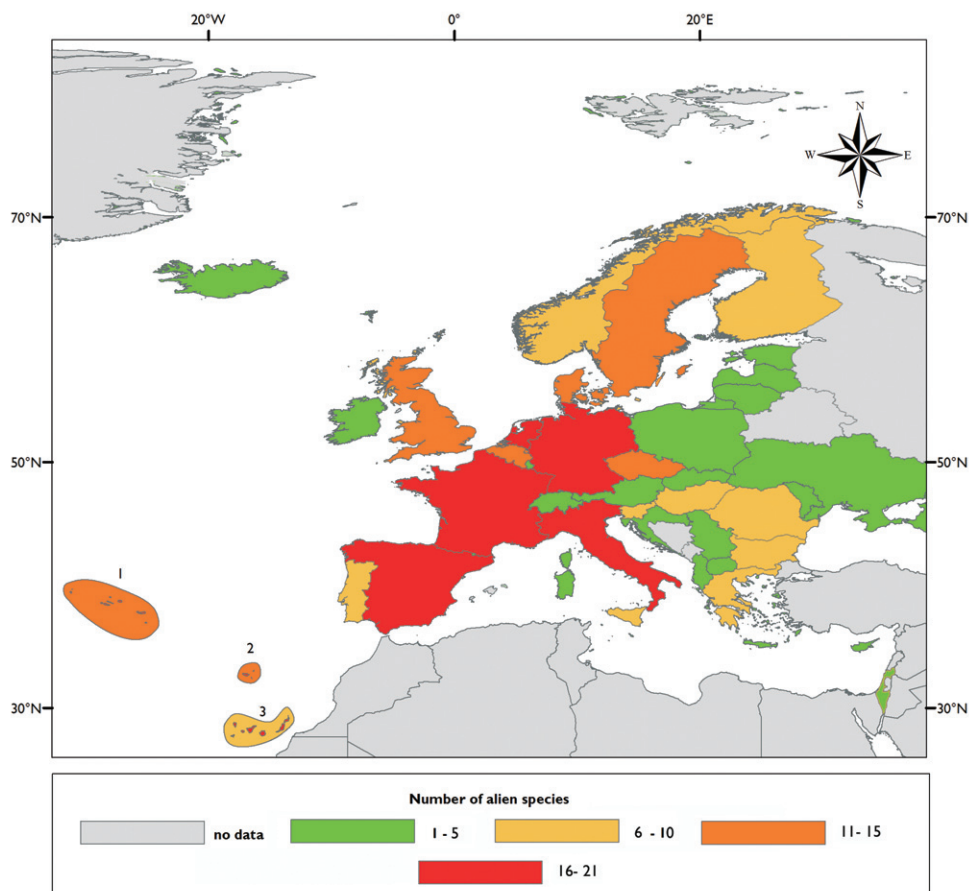 20°W 0° 20°E
N
W E
S
70°N 70°N
50°N 50°N
1
2
3
30°N 30°N
Number of alien species
no data 1 - 5 6 - 10 11- 15
16- 21